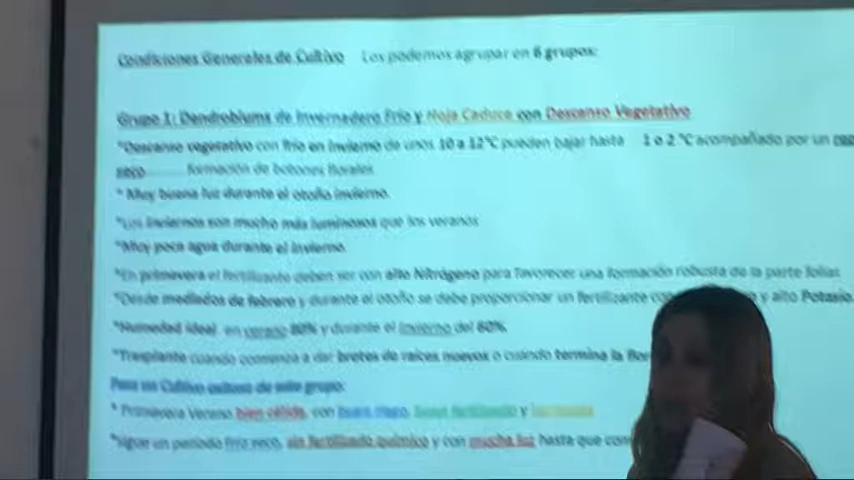 Condiciones Generales de Cultivo Los podemos agrupar en 6 grupos:
Grupo 1: Dendrobiums de Invernadero Frío y Hoja Caduca con Descanso Vegetativo
*Descanso vegetativo con frío en invierno de unos 10 a 12°C pueden bajar hasta 1 o 2 °C acompañado por un
seco........ formación de botones florales
* Muy buena luz durante el otoño invierno.
*Los inviernos son mucho más luminosos que los veranos
*Muy poca agua durante el invierno.
*En primavera el fertilizante deben ser con alto Nitrógeno para favorecer una formación robusta de la parte foliar
*Desde mediados de febrero y durante el otoño se debe proporcionar un fertilizante con y alto Potasio.
*Humedad ideal en verano 80% y durante el invierno del 60%.
*Trasplante cuando comienza a dar brotes de raíces nuevos o cuando termina la
Para un Cultivo exitoso de este grupo:
* Primavera Verano bien cálida, con buen riego, buen fertilizado y
*sigue un periodo frío seco, sin fertilizado químico y con mucha luz hasta que